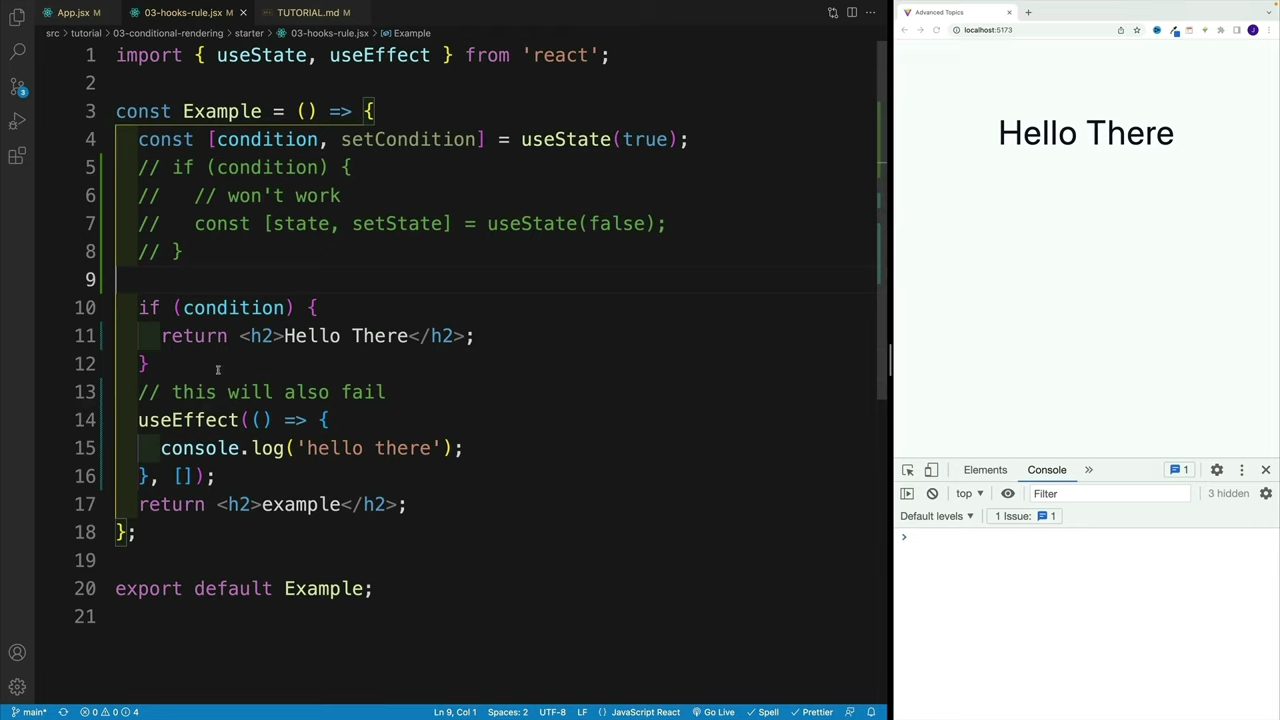 App.jsx M
03-hooks-rule.jsx M
TUTORIAL.md M
src > tutorial > 03-conditional-rendering > starter > 03-hooks-rule.jsx > Example
1 import { useState, useEffect } from 'react';
2
3 const Example = () => {
4 const [condition, setCondition] = useState(true);
5 // if (condition) {
6 //   // won't work
7 //   const [state, setState] = useState(false);
8 // }
9
10 if (condition) {
11 return <h2>Hello There</h2>;
12 }
13 // this will also fail
14 useEffect(() => {
15 console.log('hello there');
16 }, []);
17 return <h2>example</h2>;
18 };
19
20 export default Example;
21
3
main*
0 0 4
Ln 9, Col 1
Spaces: 2
UTF-8
LF
JavaScript React
Go Live
Spell
Prettier
Advanced Topics
localhost:5173
J
Hello There
Elements
Console
1
top
Filter
3 hidden
Default levels
1 Issue: 1